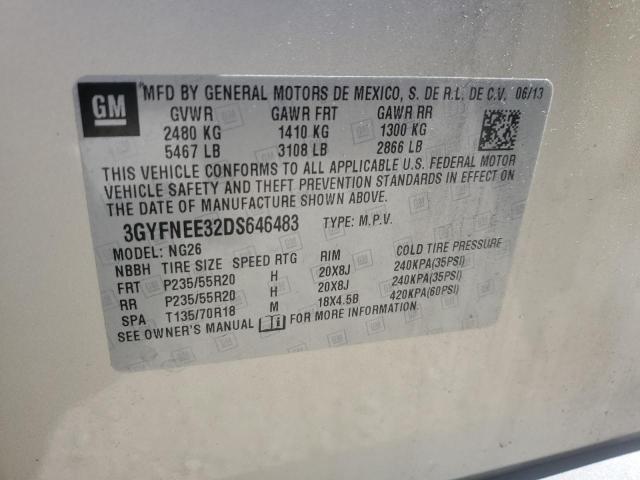 GM
MFD BY GENERAL MOTORS DE MEXICO, S. DE R.L. DE C.V. 06/13
GVWR GAWR FRT GAWR RR
2480 KG 1410 KG 1300 KG
5467 LB 3108 LB 2866 LB
THIS VEHICLE CONFORMS TO ALL APPLICABLE U.S. FEDERAL MOTOR
VEHICLE SAFETY AND THEFT PREVENTION STANDARDS IN EFFECT ON
THE DATE OF MANUFACTURE SHOWN ABOVE.
3GYFNEE32DS646483 TYPE: M.P.V.
MODEL: NG26
NBBH TIRE SIZE SPEED RTG RIM COLD TIRE PRESSURE
FRT P235/55R20 H 20X8J 240KPA(35PSI)
RR P235/55R20 H 20X8J 240KPA(35PSI)
SPA T135/70R18 M 18X4.5B 420KPA(60PSI)
SEE OWNER'S MANUAL FOR MORE INFORMATION